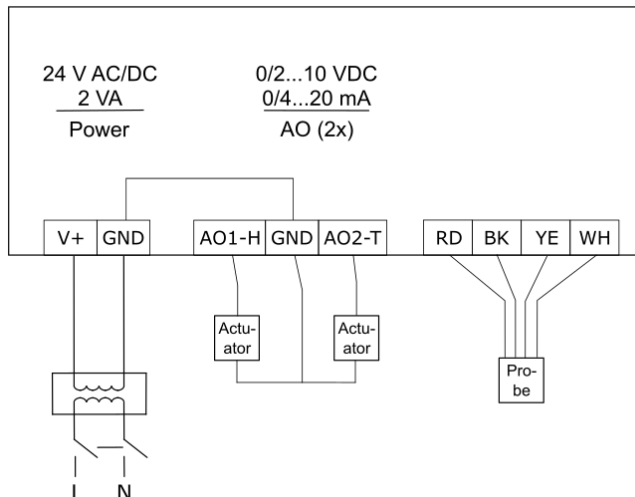 24 V AC/DC
2 VA
Power
0/2...10 VDC
0/4...20 mA
AO (2x)
V+ GND AO1-H GND AO2-T RD BK YE WH
Actu-
ator
Actu-
ator
Pro-
be
N